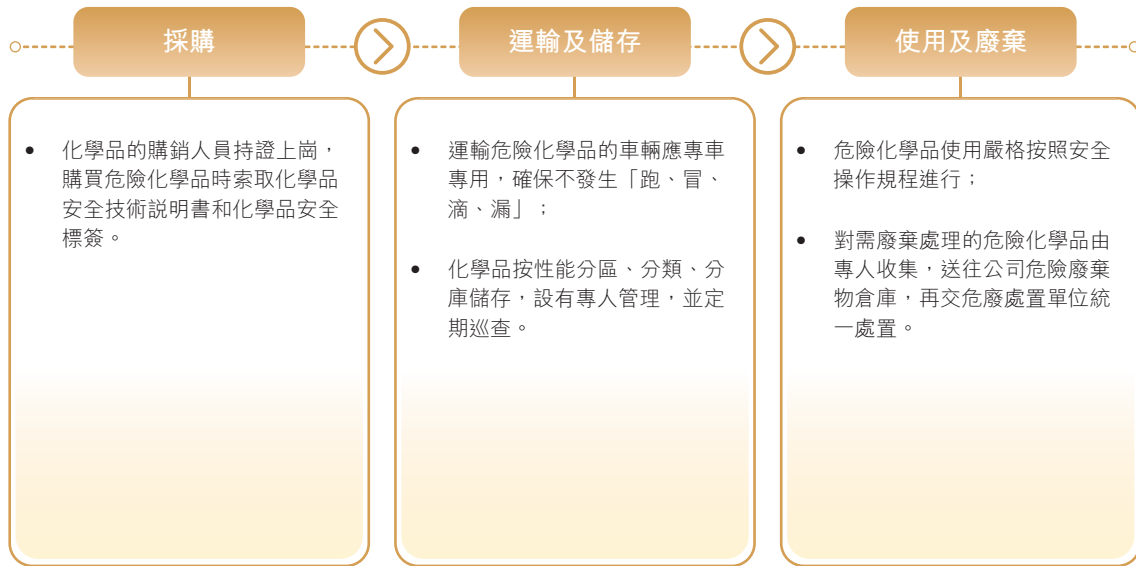 採購
運輸及儲存
使用及廢棄
• 化學品的購銷人員持證上崗，
購買危險化學品時索取化學品
安全技術說明書和化學品安全
標簽。
• 運輸危險化學品的車輛應專車
專用，確保不發生「跑、冒、
滴、漏」；
• 化學品按性能分區、分類、分
庫儲存，設有專人管理，並定
期巡查。
• 危險化學品使用嚴格按照安全
操作規程進行；
• 對需廢棄處理的危險化學品由
專人收集，送往公司危險廢棄
物倉庫，再交危廢處置單位統
一處置。